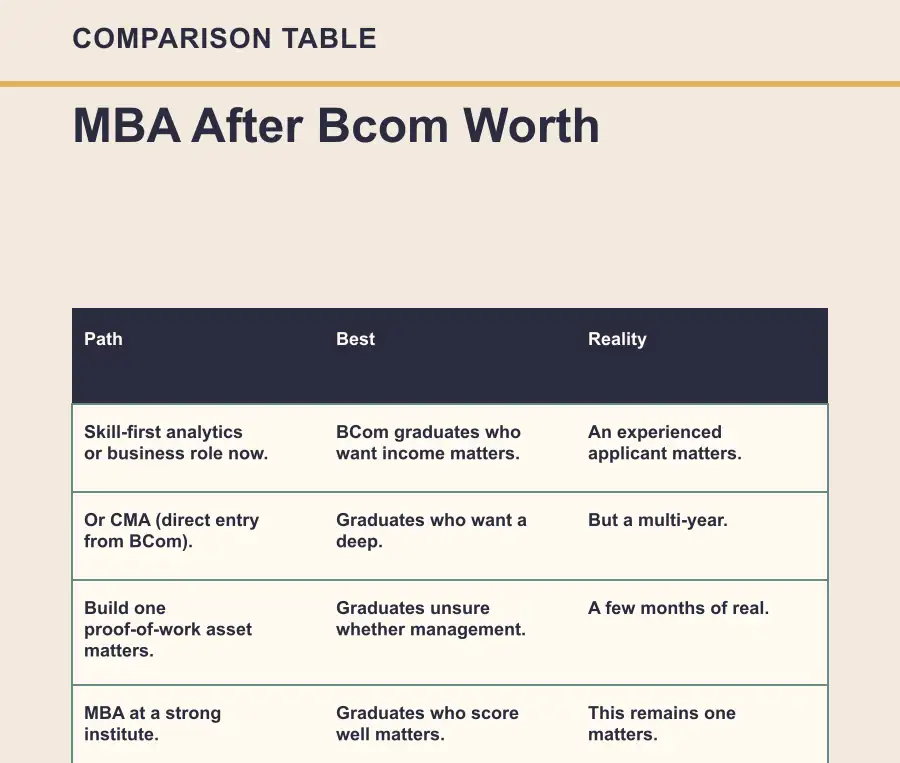 COMPARISON TABLE
MBA After Bcom Worth
Path Best Reality
Skill-first analytics
or business role now.
BCom graduates who
want income matters.
An experienced
applicant matters.
Or CMA (direct entry
from BCom).
Graduates who want a
deep.
But a multi-year.
Build one
proof-of-work asset
matters.
Graduates unsure
whether management.
A few months of real.
MBA at a strong
institute.
Graduates who score
well matters.
This remains one
matters.